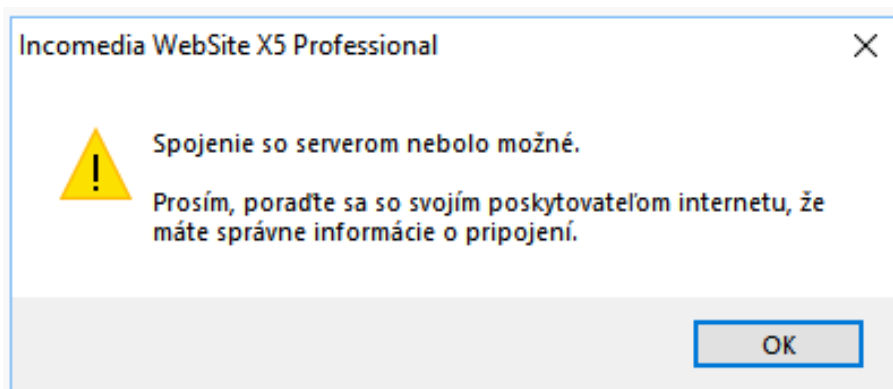 Incomedia WebSite X5 Professional
Spojenie so serverom nebolo možné.
Prosím, poraďte sa so svojím poskytovateľom internetu, že
máte správne informácie o pripojení.
OK